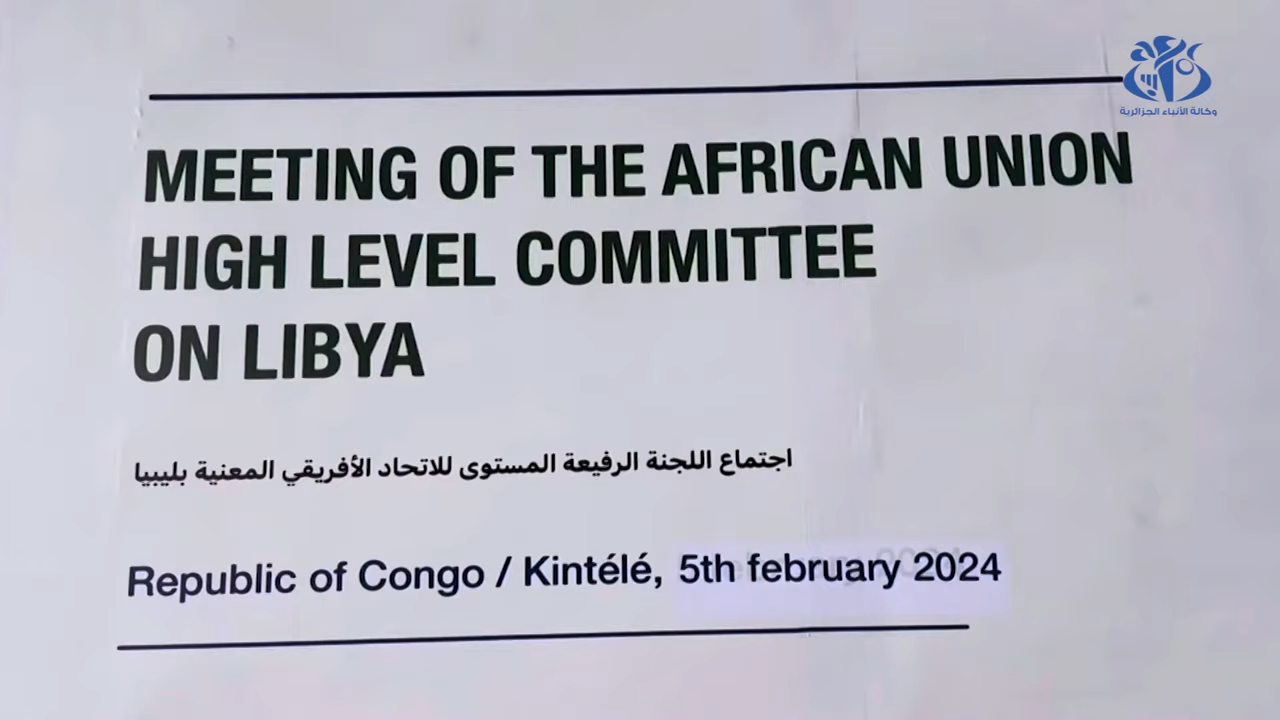 وكالة الأنباء الجزائرية
MEETING OF THE AFRICAN UNION
HIGH LEVEL COMMITTEE
ON LIBYA
اجتماع اللجنة الرفيعة المستوى للاتحاد الأفريقي المعنية بليبيا
Republic of Congo / Kintélé, 5th february 2024